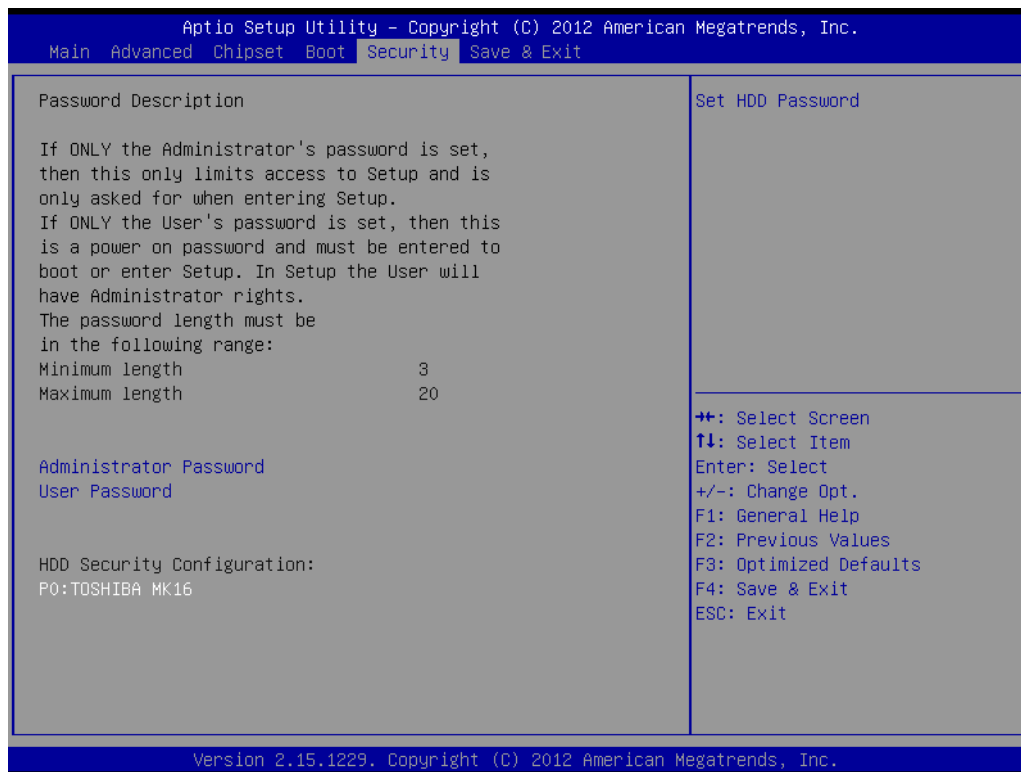 Aptio Setup Utility – Copyright (C) 2012 American Megatrends, Inc.
Main Advanced Chipset Boot Security Save & Exit
Password Description
If ONLY the Administrator's password is set,
then this only limits access to Setup and is
only asked for when entering Setup.
If ONLY the User's password is set, then this
is a power on password and must be entered to
boot or enter Setup. In Setup the User will
have Administrator rights.
The password length must be
in the following range:
Minimum length 3
Maximum length 20
Administrator Password
User Password
HDD Security Configuration:
P0:TOSHIBA MK16
Set HDD Password
→←: Select Screen
↑↓: Select Item
Enter: Select
+/-: Change Opt.
F1: General Help
F2: Previous Values
F3: Optimized Defaults
F4: Save & Exit
ESC: Exit
Version 2.15.1229. Copyright (C) 2012 American Megatrends, Inc.